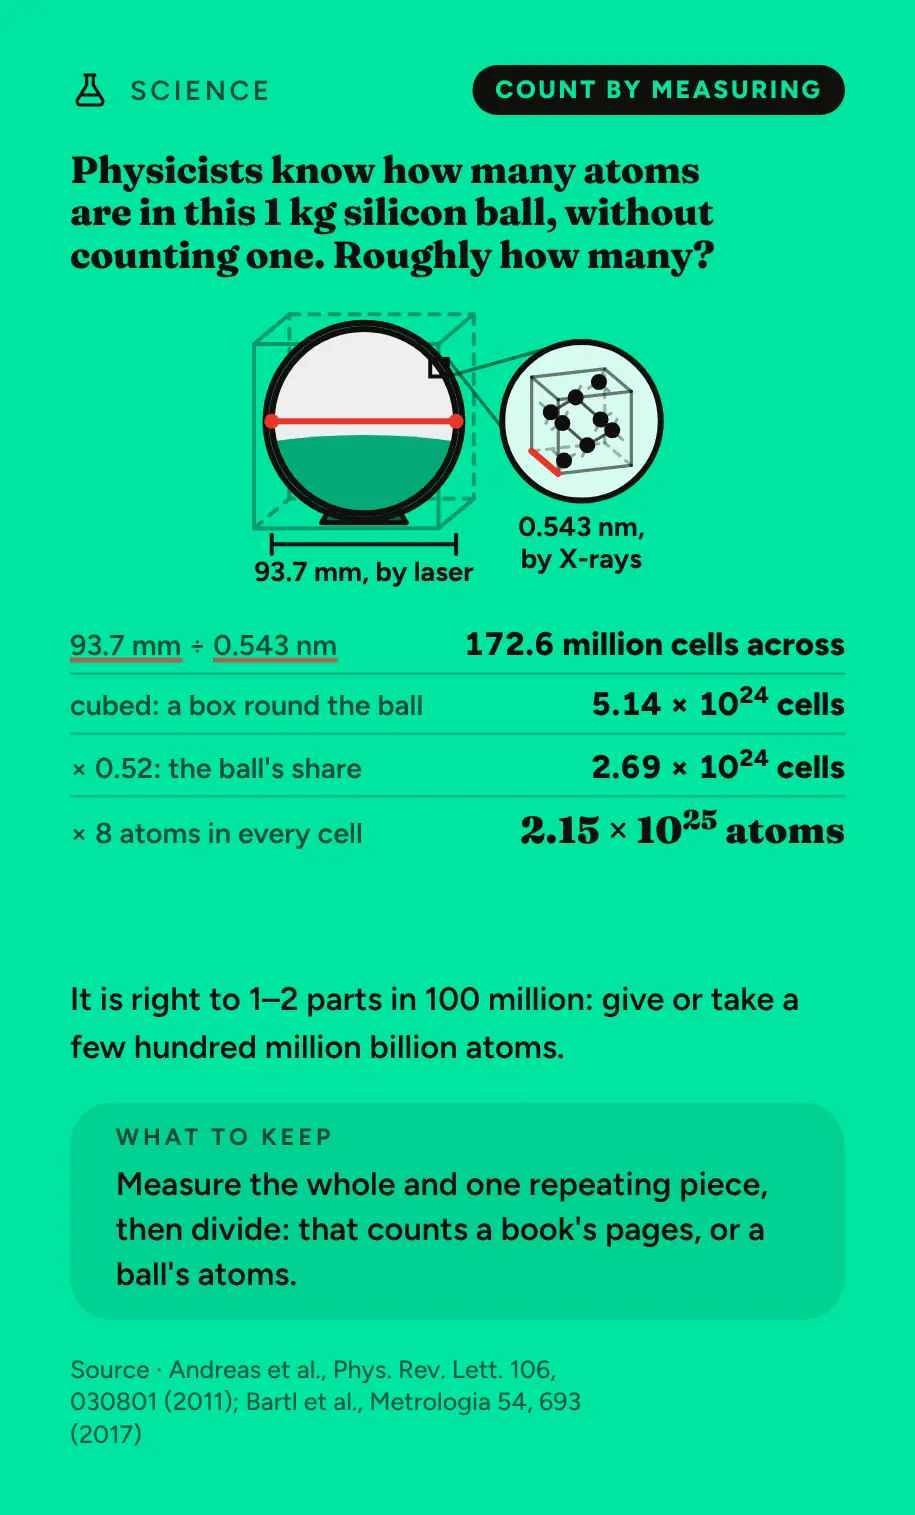 SCIENCE
COUNT BY MEASURING
Physicists know how many atoms
are in this 1 kg silicon ball, without
counting one. Roughly how many?
93.7 mm, by laser
0.543 nm,
by X-rays
93.7 mm ÷ 0.543 nm 172.6 million cells across
cubed: a box round the ball 5.14 × 10²⁴ cells
× 0.52: the ball's share 2.69 × 10²⁴ cells
× 8 atoms in every cell 2.15 × 10²⁵ atoms
It is right to 1–2 parts in 100 million: give or take a
few hundred million billion atoms.
WHAT TO KEEP
Measure the whole and one repeating piece,
then divide: that counts a book's pages, or a
ball's atoms.
Source · Andreas et al., Phys. Rev. Lett. 106,
030801 (2011); Bartl et al., Metrologia 54, 693
(2017)